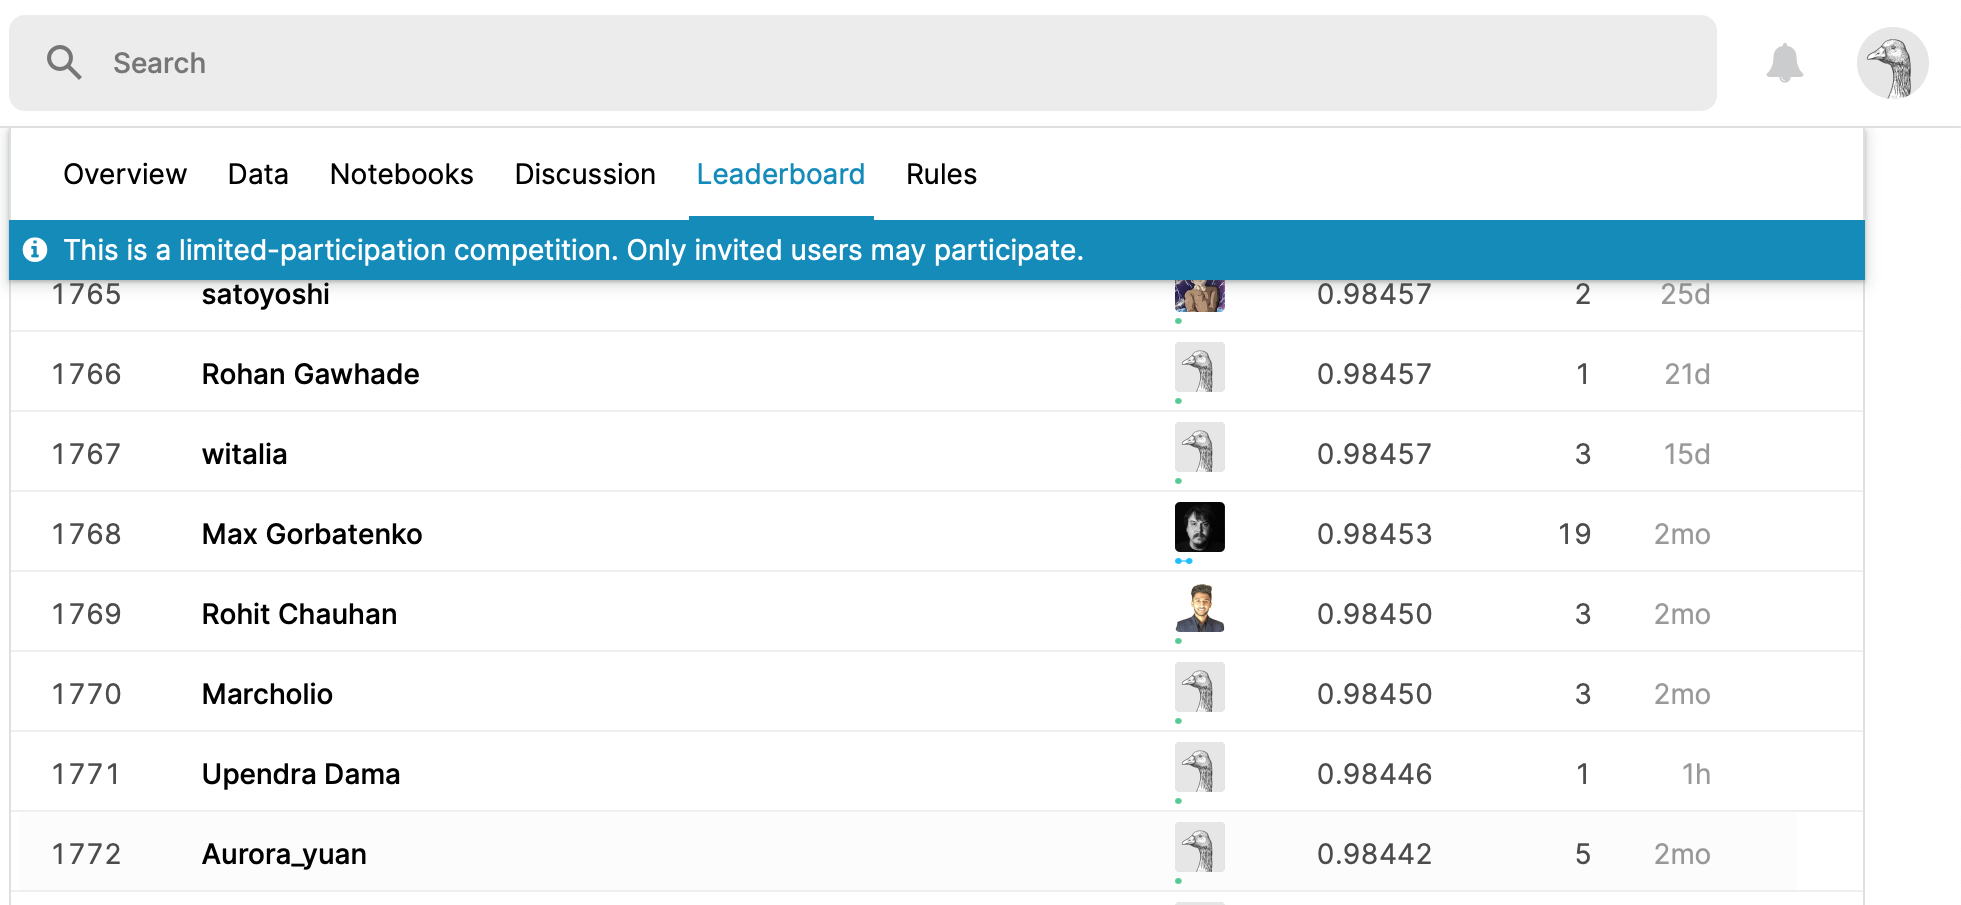 Search
Overview Data Notebooks Discussion Leaderboard Rules
This is a limited-participation competition. Only invited users may participate.
1765 satoyoshi 0.98457 2 25d
1766 Rohan Gawhade 0.98457 1 21d
1767 witalia 0.98457 3 15d
1768 Max Gorbatenko 0.98453 19 2mo
1769 Rohit Chauhan 0.98450 3 2mo
1770 Marcholio 0.98450 3 2mo
1771 Upendra Dama 0.98446 1 1h
1772 Aurora_yuan 0.98442 5 2mo